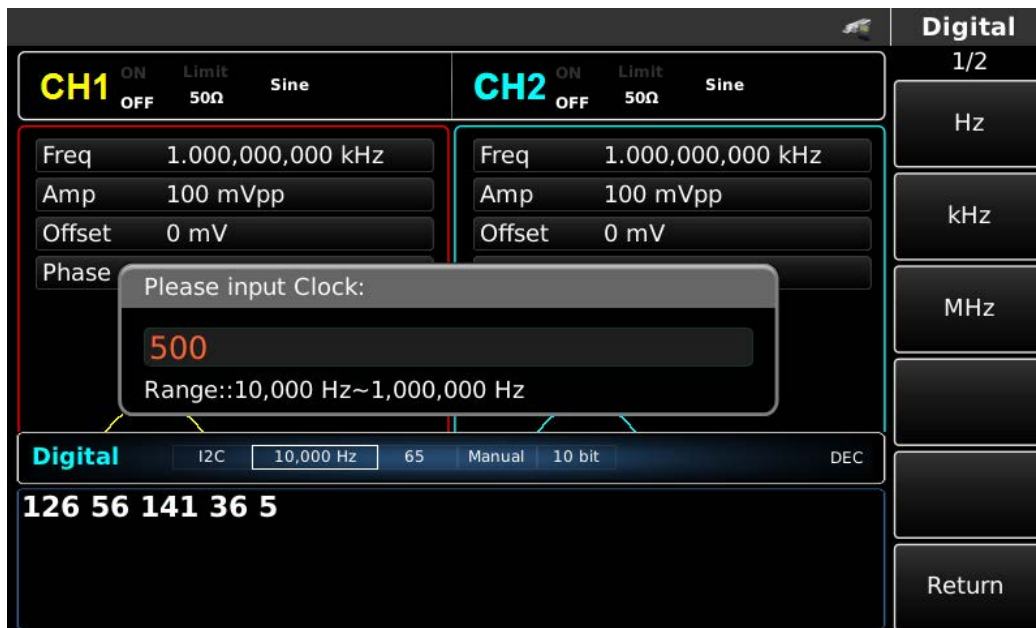 Digital
1/2
CH1 ON OFF Limit 50Ω Sine
CH2 ON OFF Limit 50Ω Sine
Freq 1.000,000,000 kHz
Amp 100 mVpp
Offset 0 mV
Phase
Freq 1.000,000,000 kHz
Amp 100 mVpp
Offset 0 mV
Please input Clock:
500
Range::10,000 Hz~1,000,000 Hz
Digital I2C 10,000 Hz 65 Manual 10 bit DEC
126 56 141 36 5
Hz
kHz
MHz
Return